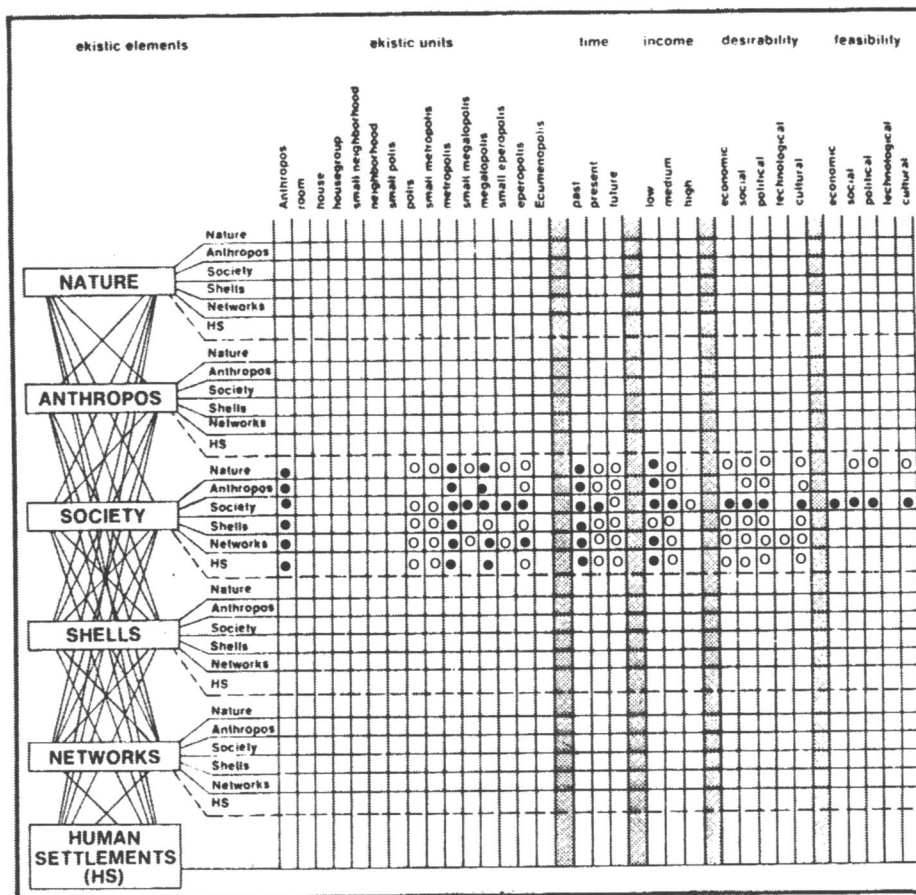 ekistic elements ekistic units time income desirability feasibility
Anthropos
room
house
housegroup
small neighborhood
neighborhood
small polis
polis
small metropolis
metropolis
small megalopolis
megalopolis
small eperopolis
eperopolis
Ecumenopolis
past
present
future
low
medium
high
economic
social
political
technological
cultural
economic
social
political
technological
cultural
NATURE
Nature
Anthropos
Society
Shells
Networks
HS
ANTHROPOS
Nature
Anthropos
Society
Shells
Networks
HS
SOCIETY
Nature
Anthropos
Society
Shells
Networks
HS
SHELLS
Nature
Anthropos
Society
Shells
Networks
HS
NETWORKS
Nature
Anthropos
Society
Shells
Networks
HS
HUMAN
SETTLEMENTS
(HS)